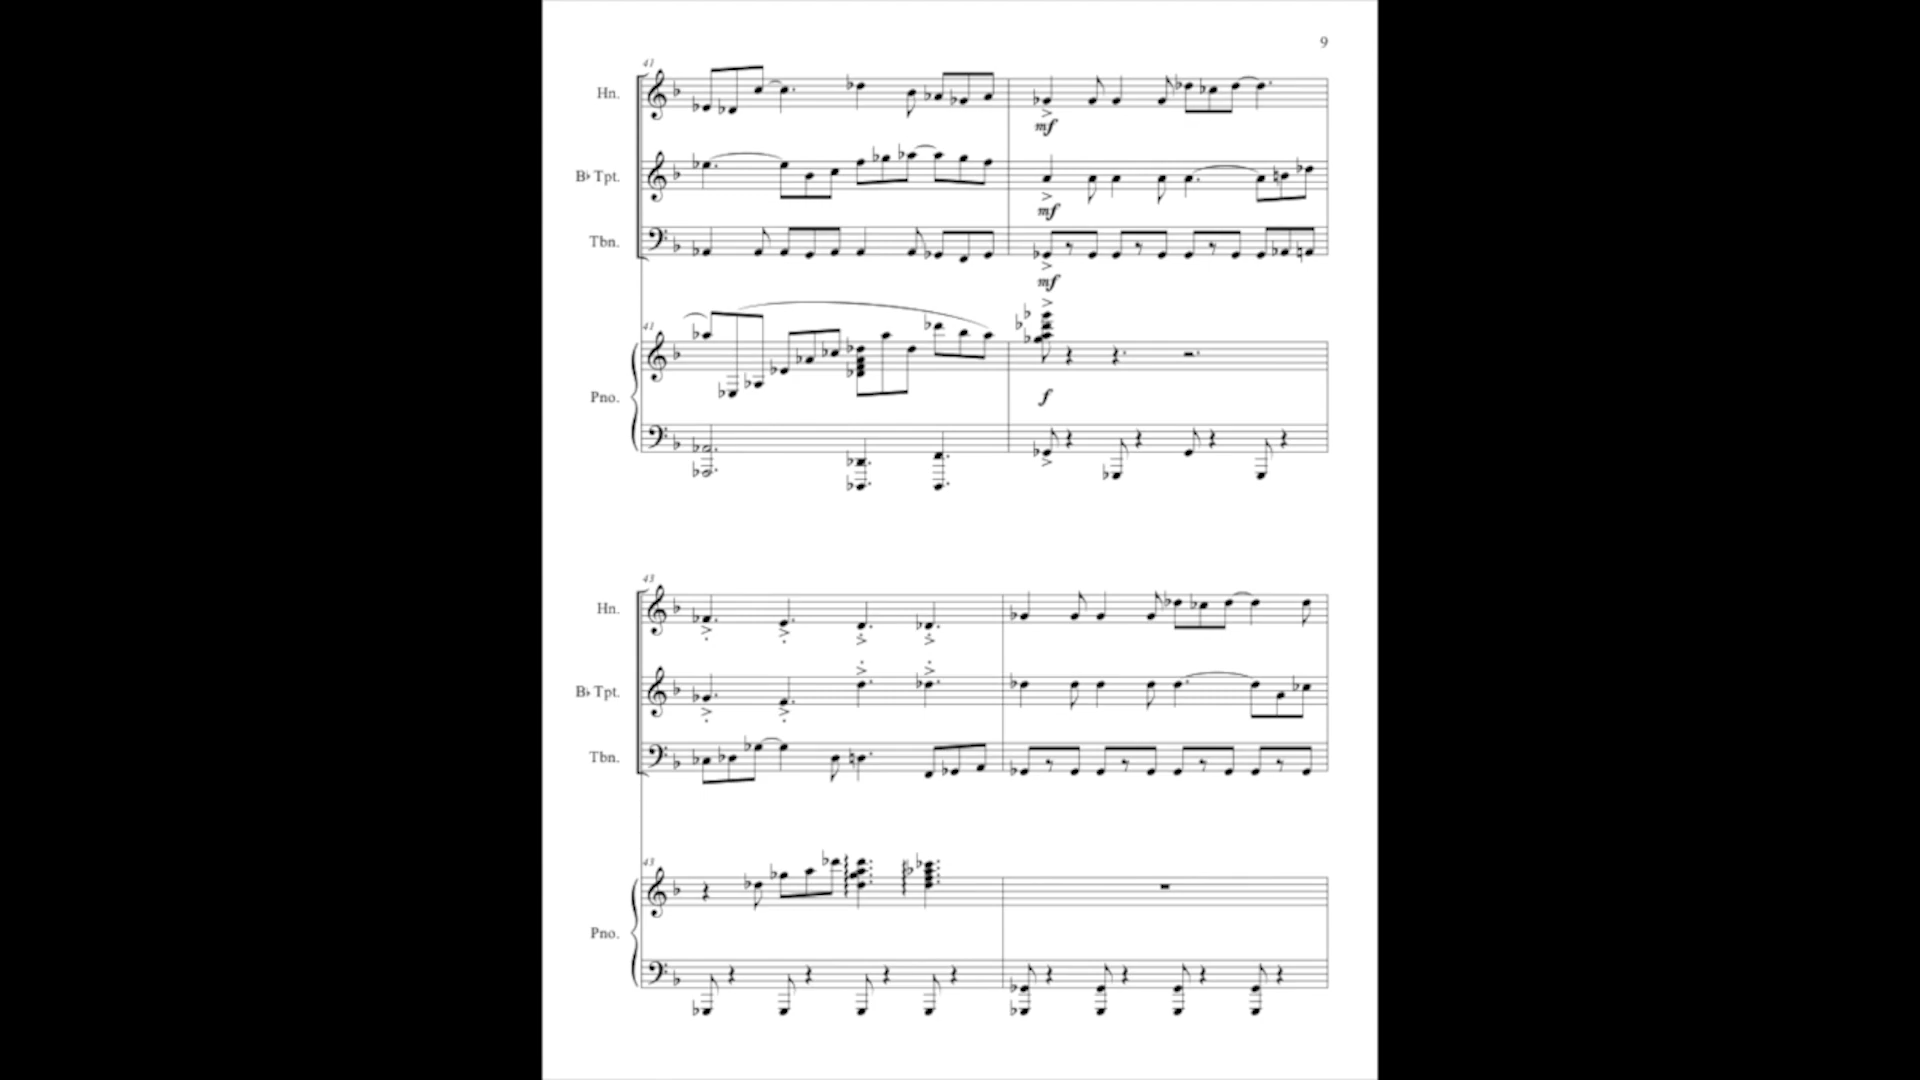 9
41
Hn.
mf
B♭ Tpt.
mf
Tbn.
mf
41
Pno.
f
43
Hn.
B♭ Tpt.
Tbn.
43
Pno.